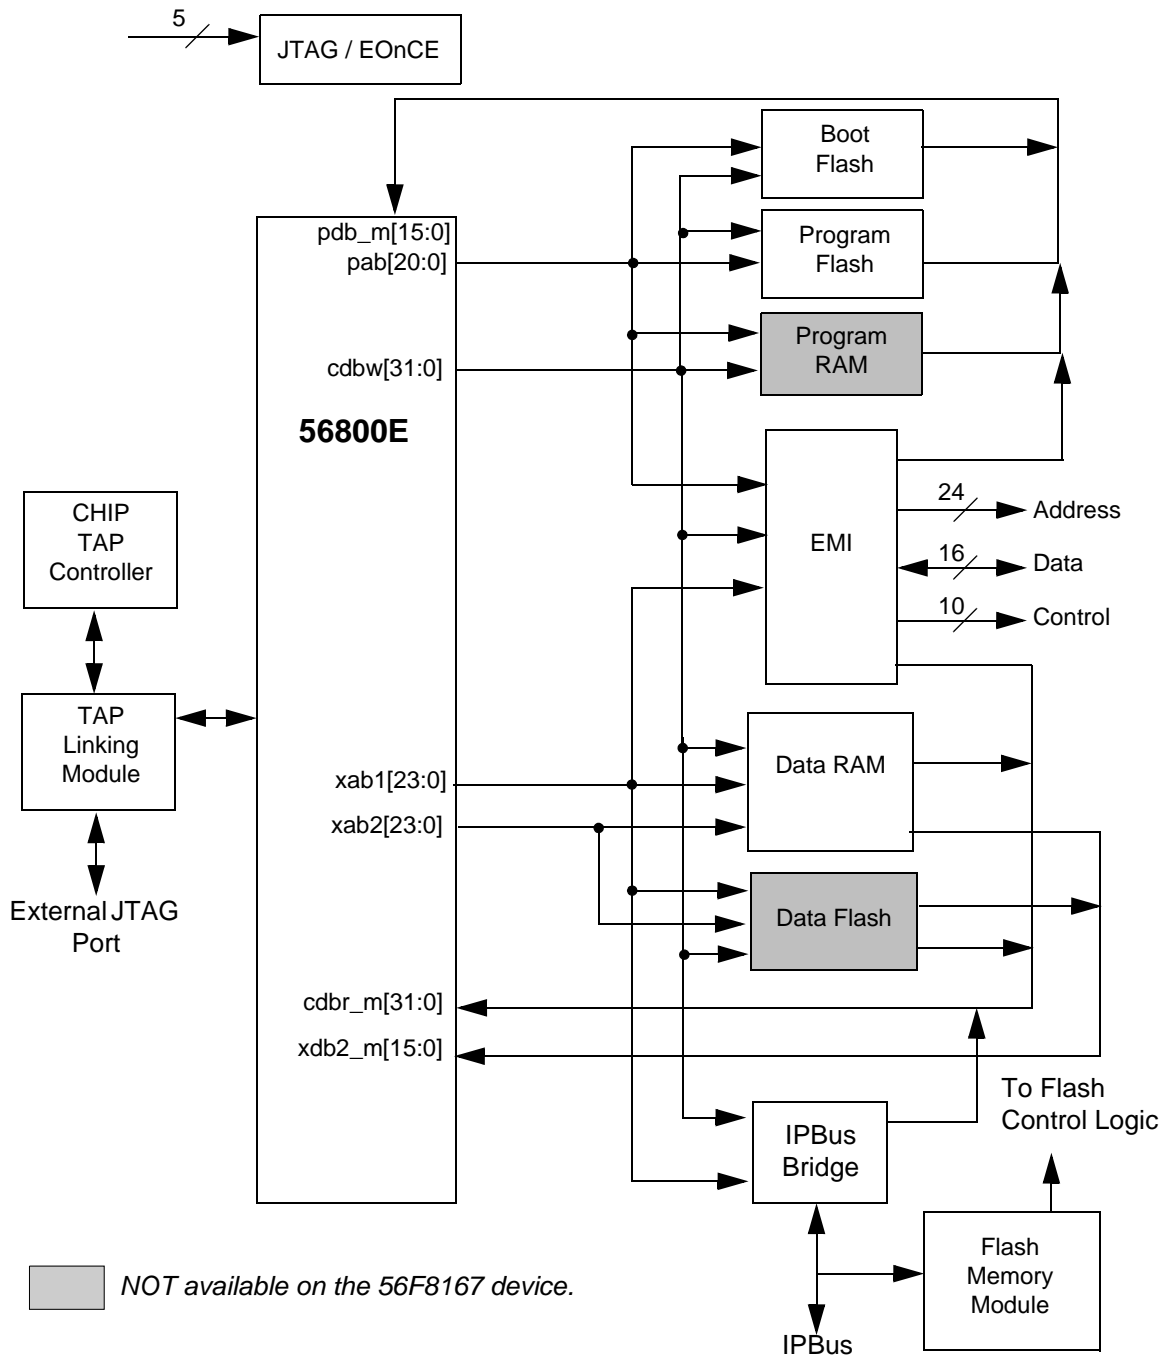 5
JTAG / EOnCE
Boot
Flash
pdb_m[15:0]
pab[20:0]
Program
Flash
cdbw[31:0]
Program
RAM
56800E
CHIP
TAP
Controller
EMI
24
Address
16
Data
10
Control
TAP
Linking
Module
xab1[23:0]
xab2[23:0]
Data RAM
External JTAG
Port
Data Flash
cdbr_m[31:0]
xdb2_m[15:0]
To Flash
Control Logic
IPBus
Bridge
Flash
Memory
Module
NOT available on the 56F8167 device.
IPBus